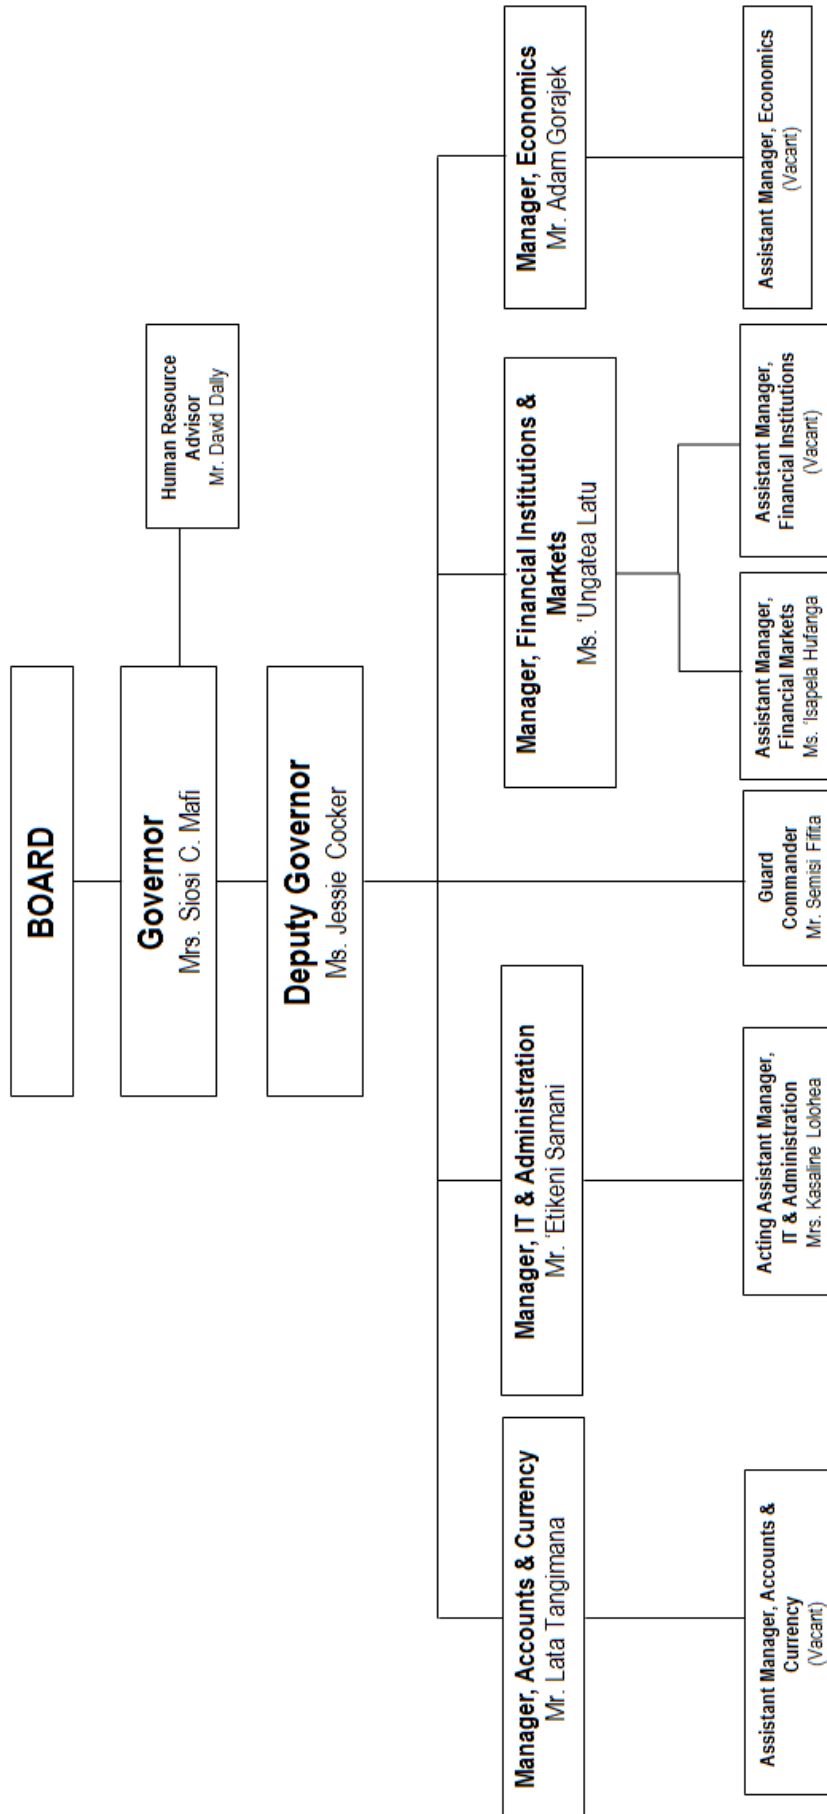 BOARD
Governor
Mrs. Siosi C. Mafi
Human Resource
Advisor
Mr. David Dally
Deputy Governor
Ms. Jessie Cocker
Manager, Accounts & Currency
Mr. Lata Tangimana
Manager, IT & Administration
Mr. 'Etikeni Samani
Manager, Financial Institutions &
Markets
Ms. 'Ungatea Latu
Manager, Economics
Mr. Adam Gorajek
Assistant Manager, Accounts &
Currency
(Vacant)
Acting Assistant Manager,
IT & Administration
Mrs. Kasaline Lolohea
Guard
Commander
Mr. Semisi Fifita
Assistant Manager,
Financial Markets
Ms. 'Isapela Hufanga
Assistant Manager,
Financial Institutions
(Vacant)
Assistant Manager, Economics
(Vacant)